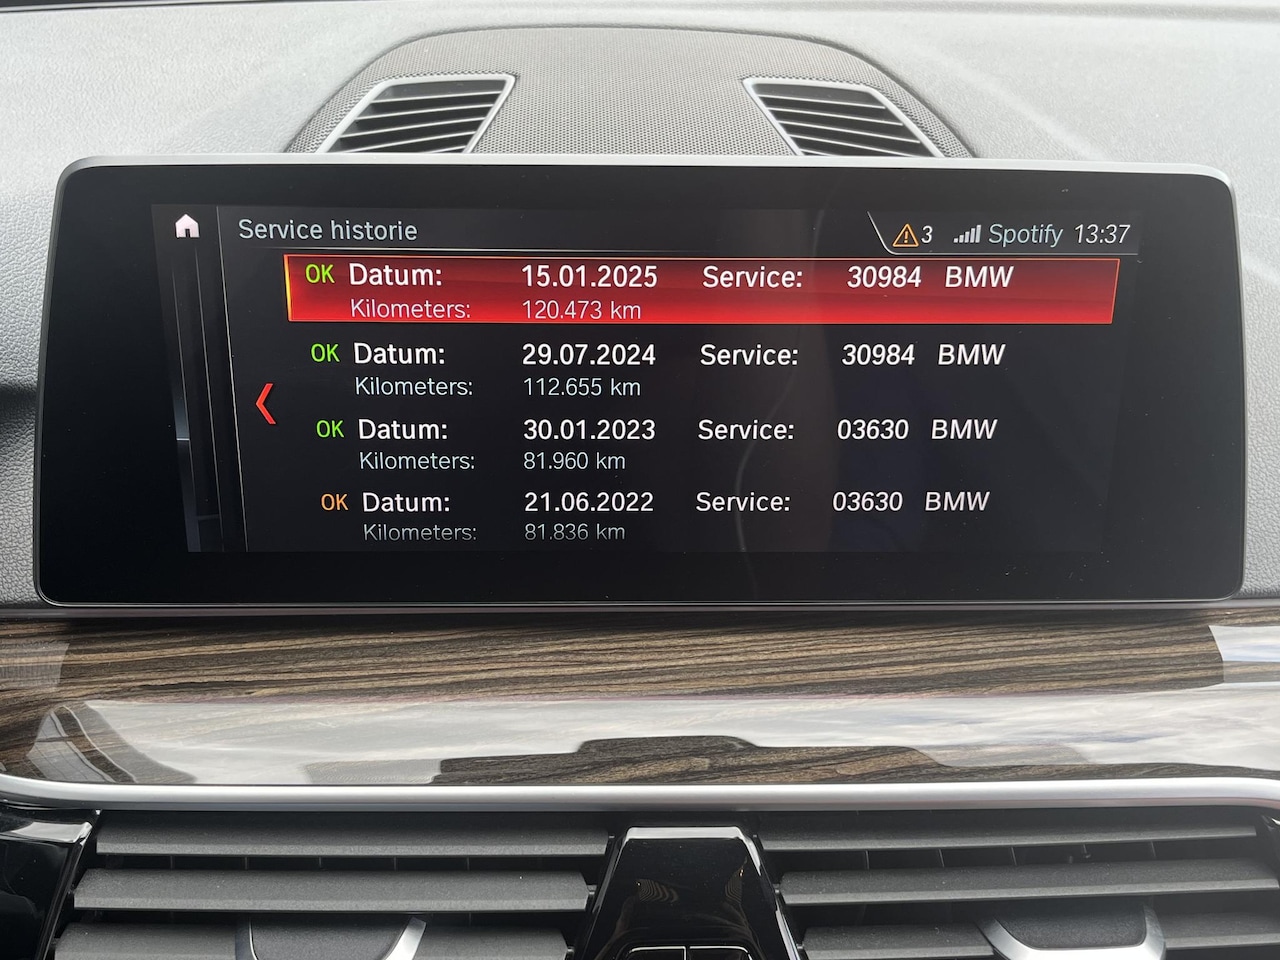 Service historie 3 Spotify 13:37
OK Datum: 15.01.2025 Service: 30984 BMW
Kilometers: 120.473 km
OK Datum: 29.07.2024 Service: 30984 BMW
Kilometers: 112.655 km
OK Datum: 30.01.2023 Service: 03630 BMW
Kilometers: 81.960 km
OK Datum: 21.06.2022 Service: 03630 BMW
Kilometers: 81.836 km